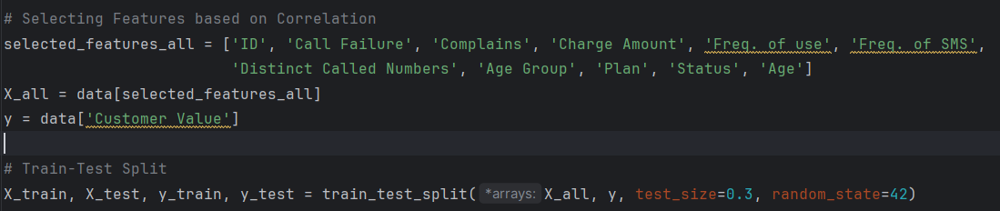 # Selecting Features based on Correlation
selected_features_all = ['ID', 'Call Failure', 'Complains', 'Charge Amount', 'Freq. of use', 'Freq. of SMS',
                         'Distinct Called Numbers', 'Age Group', 'Plan', 'Status', 'Age']
X_all = data[selected_features_all]
y = data['Customer Value']
# Train-Test Split
X_train, X_test, y_train, y_test = train_test_split( *arrays: X_all, y, test_size=0.3, random_state=42)